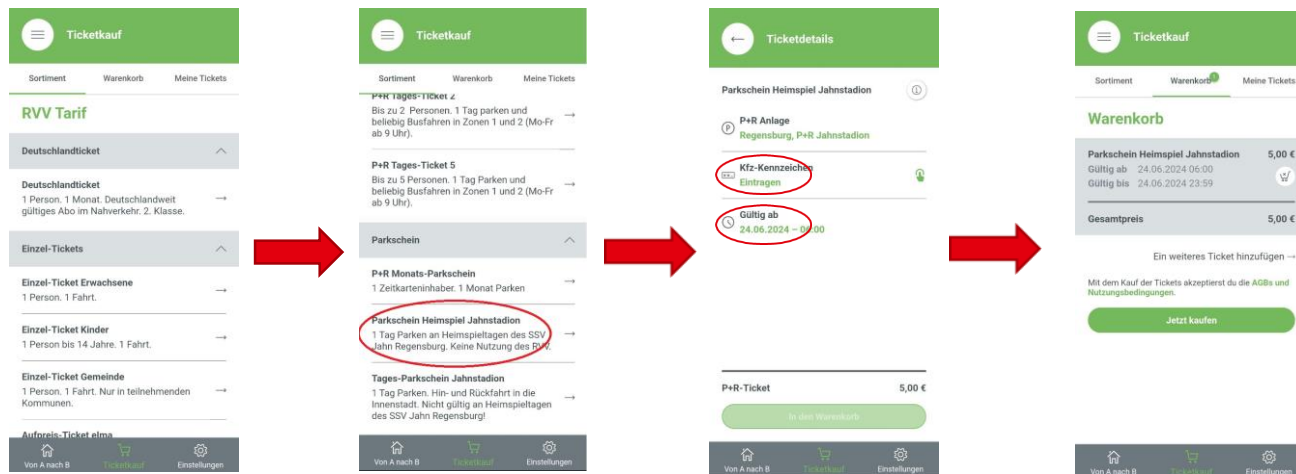 Ticketkauf
Sortiment Warenkorb Meine Tickets
RVV Tarif
Deutschlandticket
Deutschlandticket
1 Person. 1 Monat. Deutschlandweit
gültiges Abo im Nahverkehr. 2. Klasse.
Einzel-Tickets
Einzel-Ticket Erwachsene
1 Person. 1 Fahrt.
Einzel-Ticket Kinder
1 Person bis 14 Jahre. 1 Fahrt.
Einzel-Ticket Gemeinde
1 Person. 1 Fahrt. Nur in teilnehmenden
Kommunen.
Aufpreis-Ticket elma
Von A nach B Ticketkauf Einstellungen
Ticketkauf
Sortiment Warenkorb Meine Tickets
P+R Tages-Ticket 2
Bis zu 2 Personen. 1 Tag parken und
beliebig Busfahren in Zonen 1 und 2 (Mo-Fr
ab 9 Uhr).
P+R Tages-Ticket 5
Bis zu 5 Personen. 1 Tag Parken und
beliebig Busfahren in Zonen 1 und 2 (Mo-Fr
ab 9 Uhr).
Parkschein
P+R Monats-Parkschein
1 Zeitkarteninhaber. 1 Monat Parken
Parkschein Heimspiel Jahnstadion
1 Tag Parken an Heimspieltagen des SSV
Jahn Regensburg. Keine Nutzung des RVV.
Tages-Parkschein Jahnstadion
1 Tag Parken. Hin- und Rückfahrt in die
Innenstadt. Nicht gültig an Heimspieltagen
des SSV Jahn Regensburg!
Von A nach B Ticketkauf Einstellungen
Ticketdetails
Parkschein Heimspiel Jahnstadion
P+R Anlage
Regensburg, P+R Jahnstadion
Kfz-Kennzeichen
Eintragen
Gültig ab
24.06.2024 – 06:00
P+R-Ticket 5,00 €
In den Warenkorb
Von A nach B Ticketkauf Einstellungen
Ticketkauf
Sortiment Warenkorb 1 Meine Tickets
Warenkorb
Parkschein Heimspiel Jahnstadion 5,00 €
Gültig ab 24.06.2024 06:00
Gültig bis 24.06.2024 23:59
Gesamtpreis 5,00 €
Ein weiteres Ticket hinzufügen →
Mit dem Kauf der Tickets akzeptierst du die AGBs und
Nutzungsbedingungen.
Jetzt kaufen
Von A nach B Ticketkauf Einstellungen